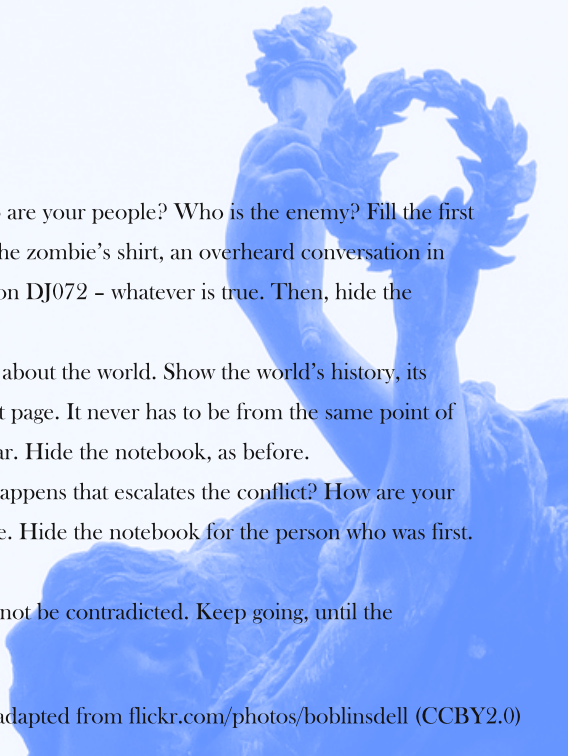 are your people? Who is the enemy? Fill the first
he zombie’s shirt, an overheard conversation in
on DJ072 – whatever is true. Then, hide the
about the world. Show the world’s history, its
t page. It never has to be from the same point of
ar. Hide the notebook, as before.
appens that escalates the conflict? How are your
e. Hide the notebook for the person who was first.
not be contradicted. Keep going, until the
adapted from flickr.com/photos/boblinsdell (CCBY2.0)